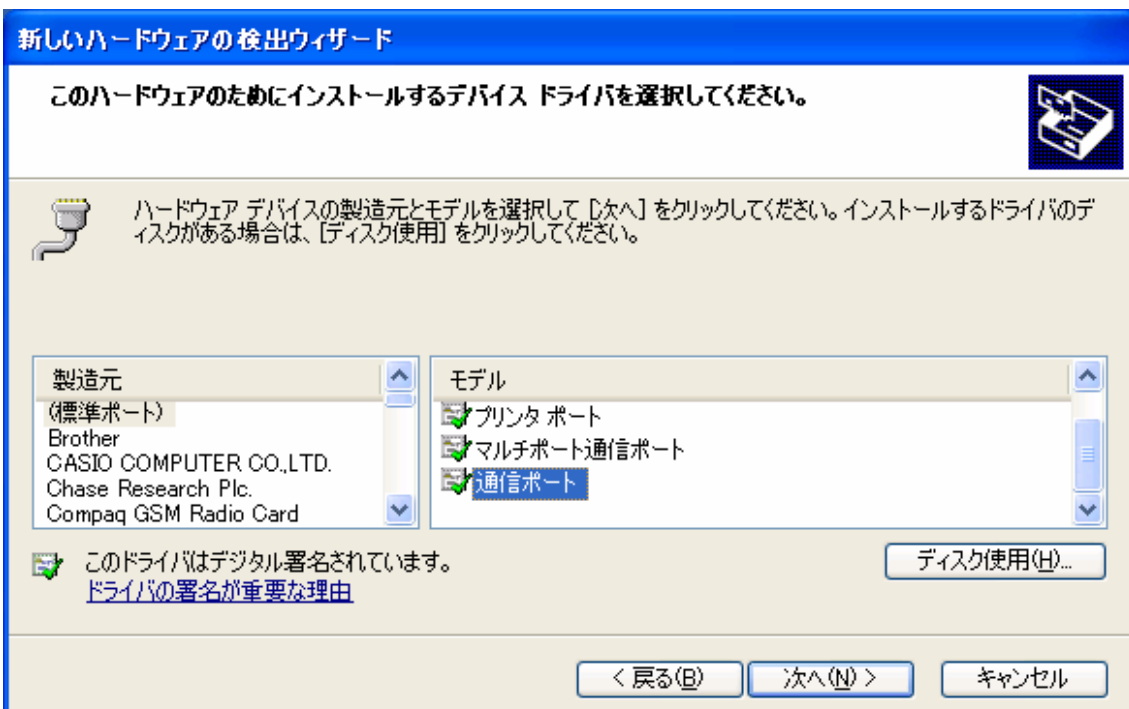 新しいハードウェアの検出ウィザード
このハードウェアのためにインストールするデバイス ドライバを選択してください。
ハードウェア デバイスの製造元とモデルを選択して [次へ] をクリックしてください。インストールするドライバのデ
ィスクがある場合は、[ディスク使用] をクリックしてください。
製造元
(標準ポート)
Brother
CASIO COMPUTER CO.,LTD.
Chase Research Plc.
Compaq GSM Radio Card
モデル
プリンタ ポート
マルチポート通信ポート
通信ポート
このドライバはデジタル署名されています。
ドライバの署名が重要な理由
ディスク使用(H)...
< 戻る(B)
次へ(N) >
キャンセル